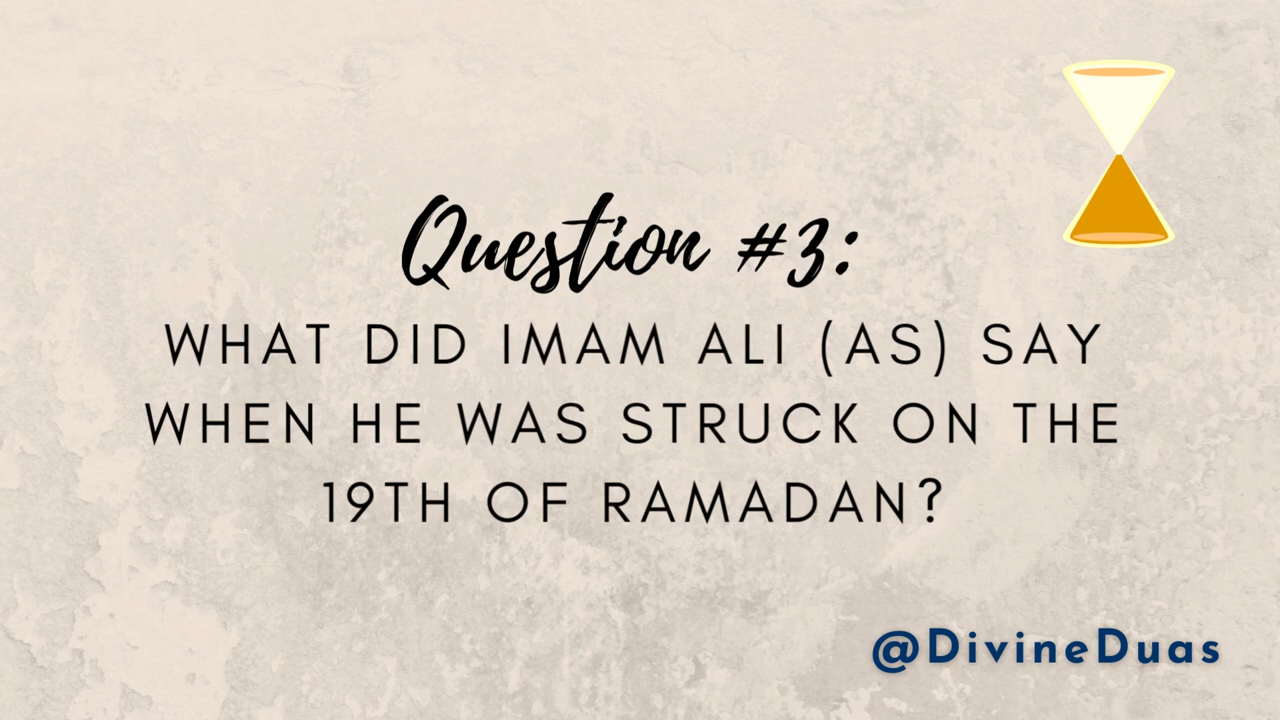 Question #3:
WHAT DID IMAM ALI (AS) SAY
WHEN HE WAS STRUCK ON THE
19TH OF RAMADAN?
@DivineDuas